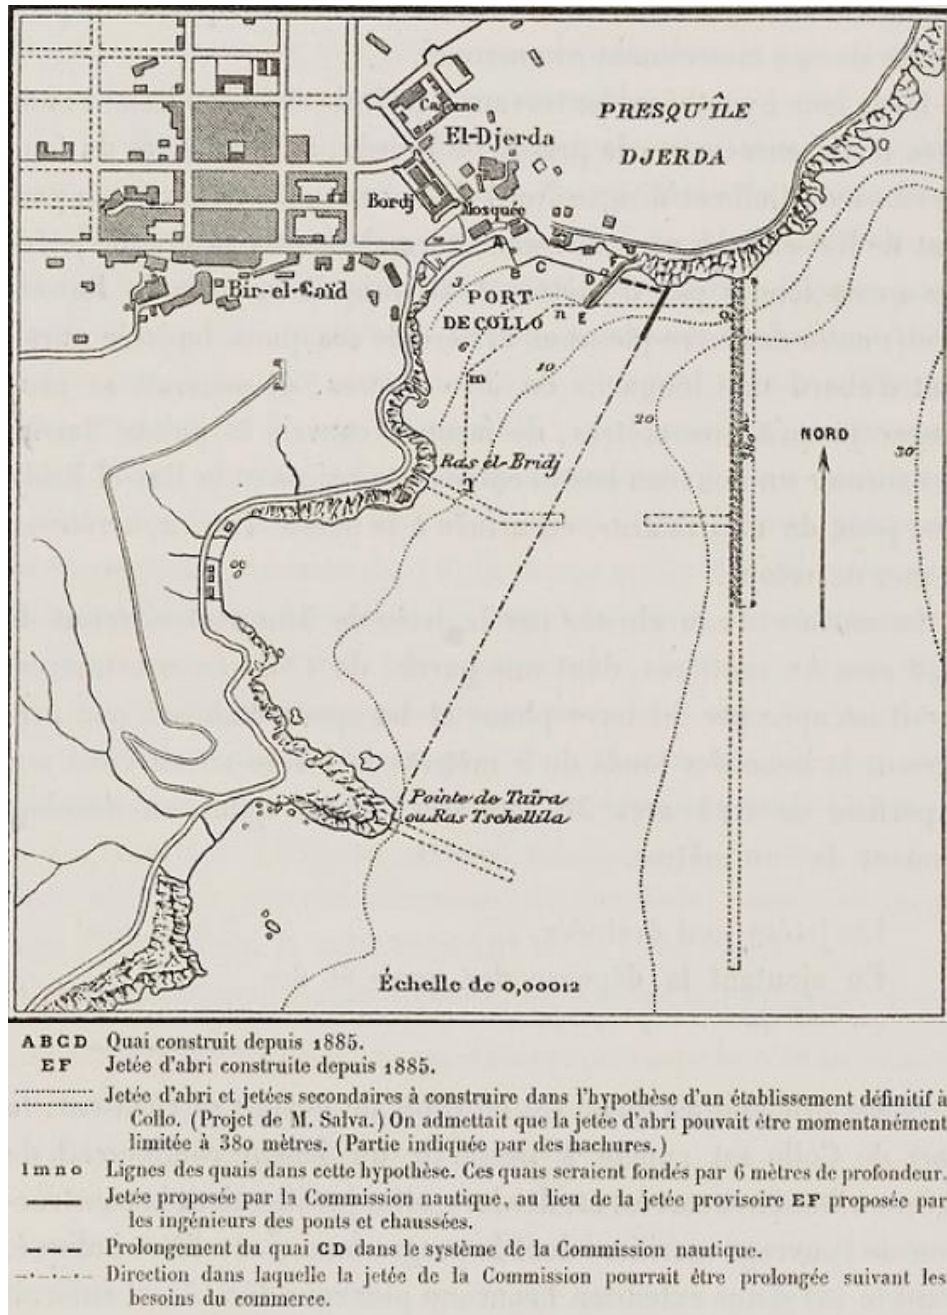 PRESQU'ÎLE
DJERDA
Caserne
El-Djerda
Bordj
Mosquée
A
B
C
D
F
E
n
o
O
Bir-el-Caïd
3
PORT
DE COLLO
6
m
10
20
30
380
NORD
Ras el-Bridj
l
10
Pointe de Taïra
ou Ras Tschellila
Échelle de 0,00012
ABCD Quai construit depuis 1885.
EF Jetée d'abri construite depuis 1885.
Jetée d'abri et jetées secondaires à construire dans l'hypothèse d'un établissement définitif à
Collo. (Projet de M. Salva.) On admettait que la jetée d'abri pouvait être momentanément
limitée à 380 mètres. (Partie indiquée par des hachures.)
lmno Lignes des quais dans cette hypothèse. Ces quais seraient fondés par 6 mètres de profondeur.
Jetée proposée par la Commission nautique, au lieu de la jetée provisoire EF proposée par
les ingénieurs des ponts et chaussées.
Prolongement du quai CD dans le système de la Commission nautique.
Direction dans laquelle la jetée de la Commission pourrait être prolongée suivant les
besoins du commerce.